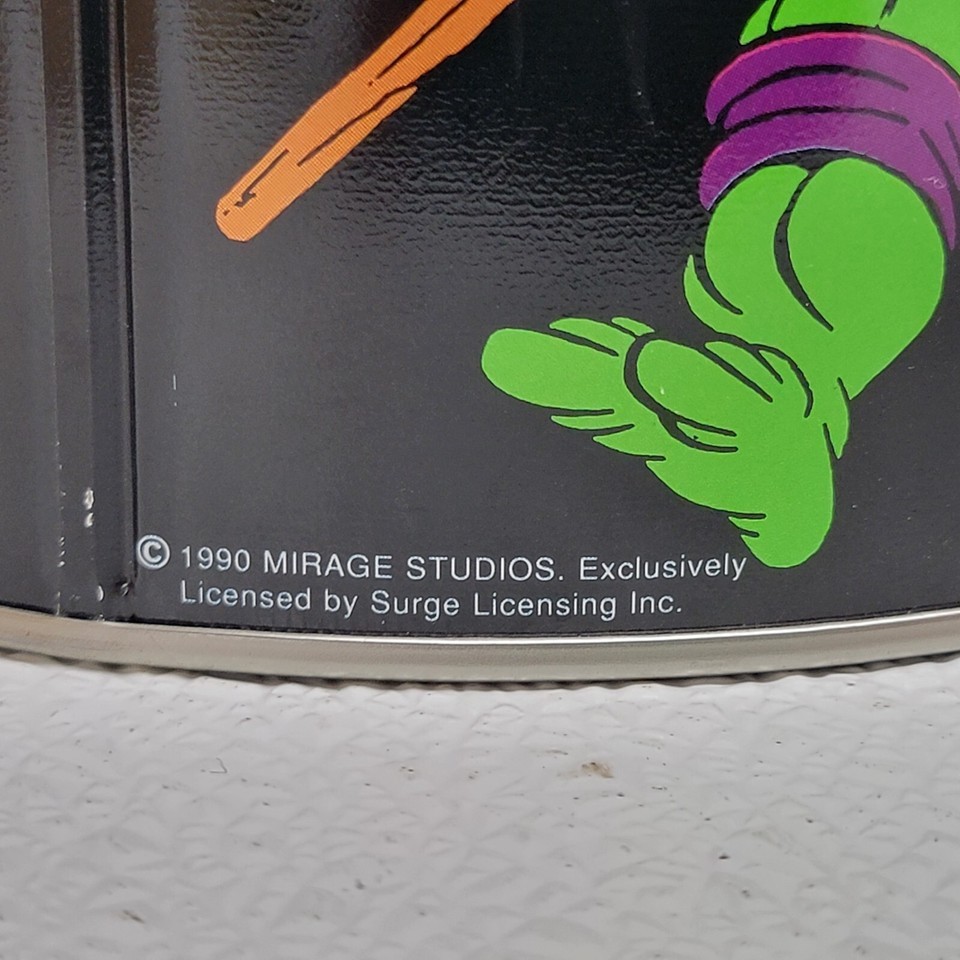 © 1990 MIRAGE STUDIOS. Exclusively
Licensed by Surge Licensing Inc.